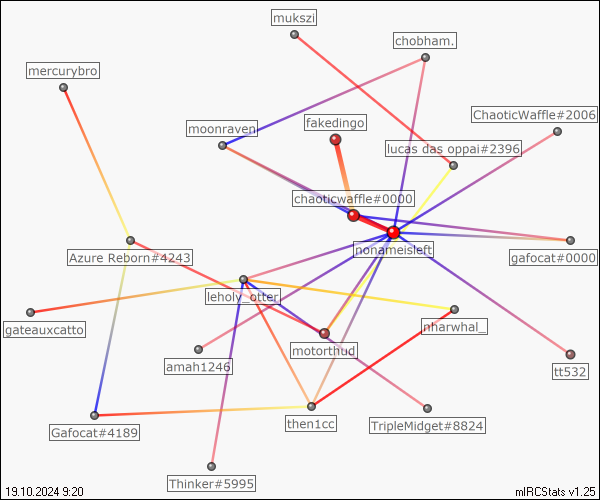 mukszi
chobham.
mercurybro
ChaoticWaffle#2006
fakedingo
moonraven
lucas das oppai#2396
chaoticwaffle#0000
nonameisleft
Azure Reborn#4243
gafocat#0000
leholy_otter
nharwhal_
gateauxcatto
motorthud
amah1246
tt532
then1cc
TripleMidget#8824
Gafocat#4189
Thinker#5995
19.10.2024 9:20
mIRCStats v1.25